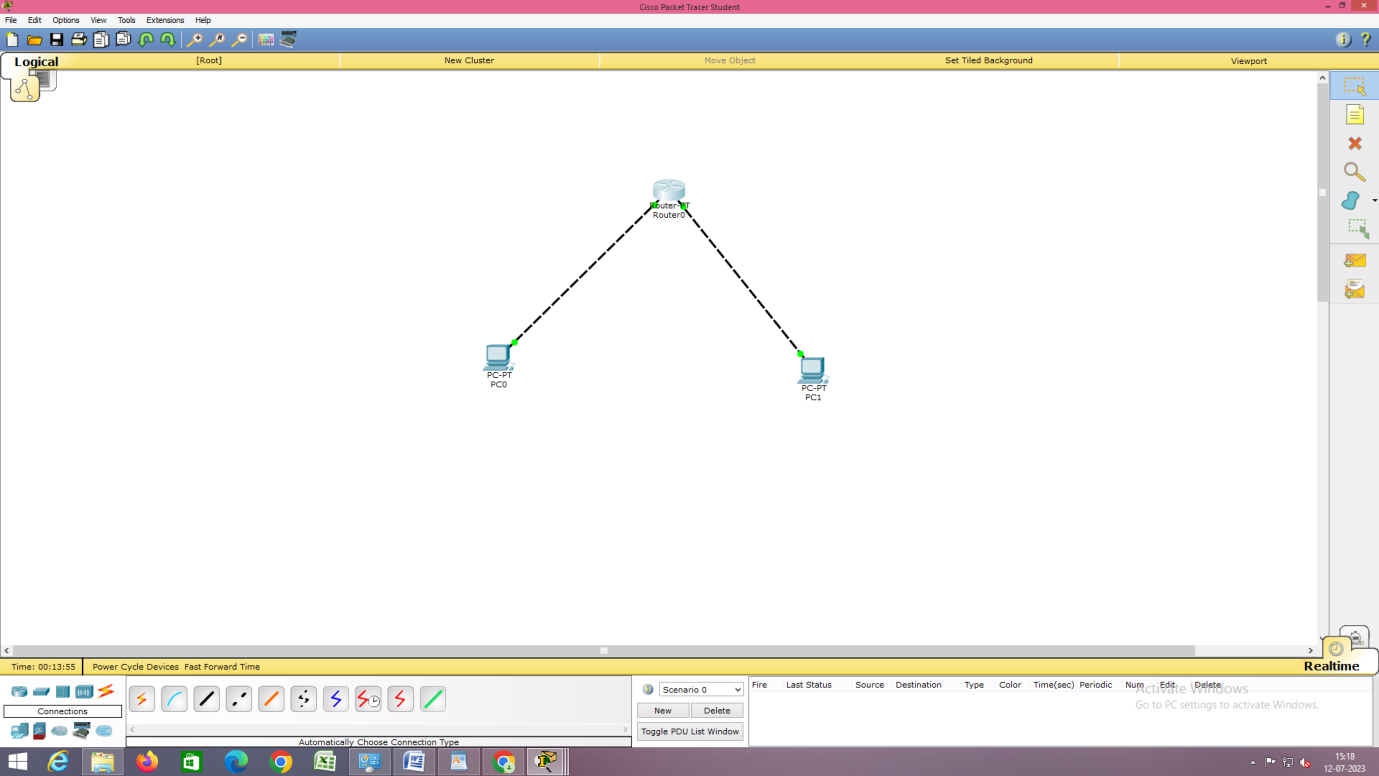 Cisco Packet Tracer Student
File Edit Options View Tools Extensions Help
Logical [Root] New Cluster Move Object Set Tiled Background Viewport
Router-PT
Router0
PC-PT
PC0
PC-PT
PC1
Time: 00:13:55 Power Cycle Devices Fast Forward Time
Realtime
Connections
Automatically Choose Connection Type
Scenario 0
New Delete
Toggle PDU List Window
Fire Last Status Source Destination Type Color Time(sec) Periodic Num Edit Delete
Activate Windows
Go to PC settings to activate Windows.
15:18
12-07-2023